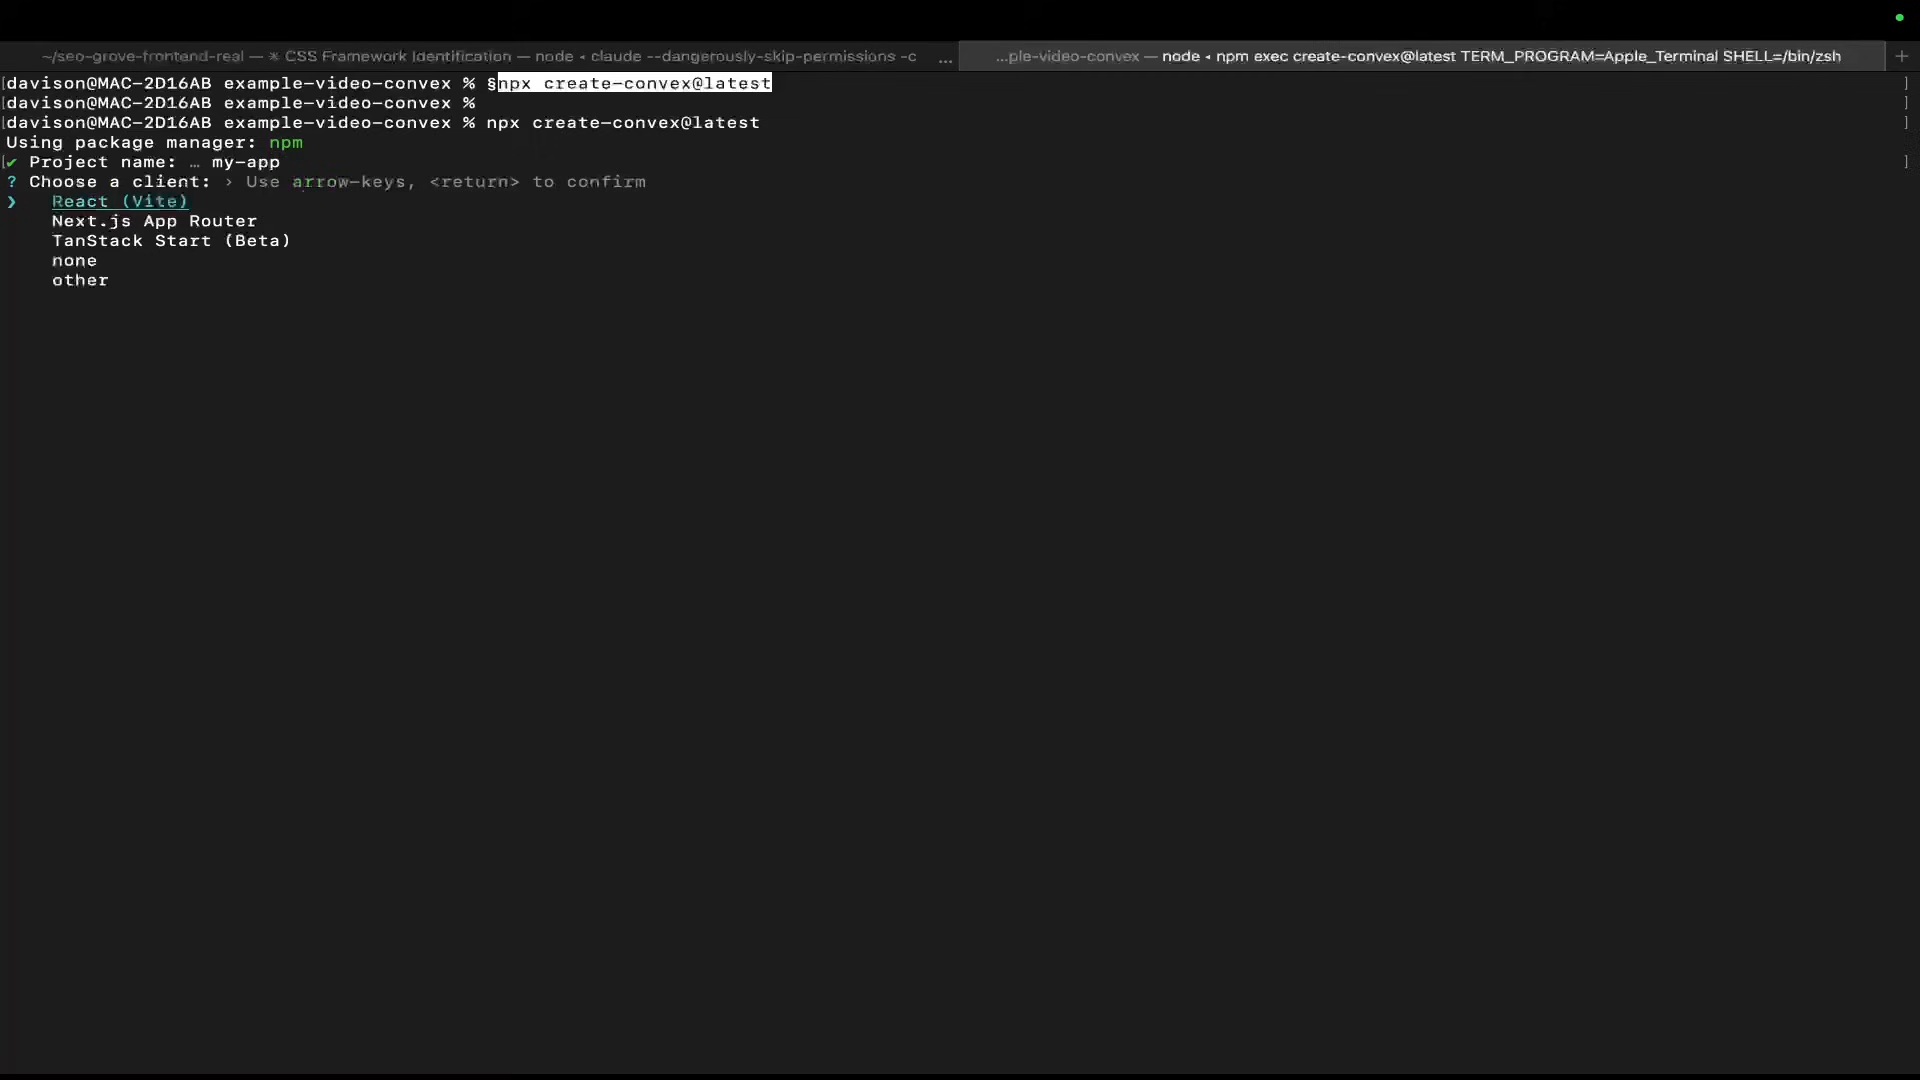 ~/seo-grove-frontend-real — ✳ CSS Framework Identification — node ◂ claude --dangerously-skip-permissions -c ...
...ple-video-convex — node ◂ npm exec create-convex@latest TERM_PROGRAM=Apple_Terminal SHELL=/bin/zsh +
[davison@MAC-2D16AB example-video-convex % §npx create-convex@latest ]
[davison@MAC-2D16AB example-video-convex % ]
[davison@MAC-2D16AB example-video-convex % npx create-convex@latest ]
Using package manager: npm
[✔ Project name: … my-app ]
? Choose a client: › Use arrow-keys, <return> to confirm
❯ React (Vite)
Next.js App Router
TanStack Start (Beta)
none
other